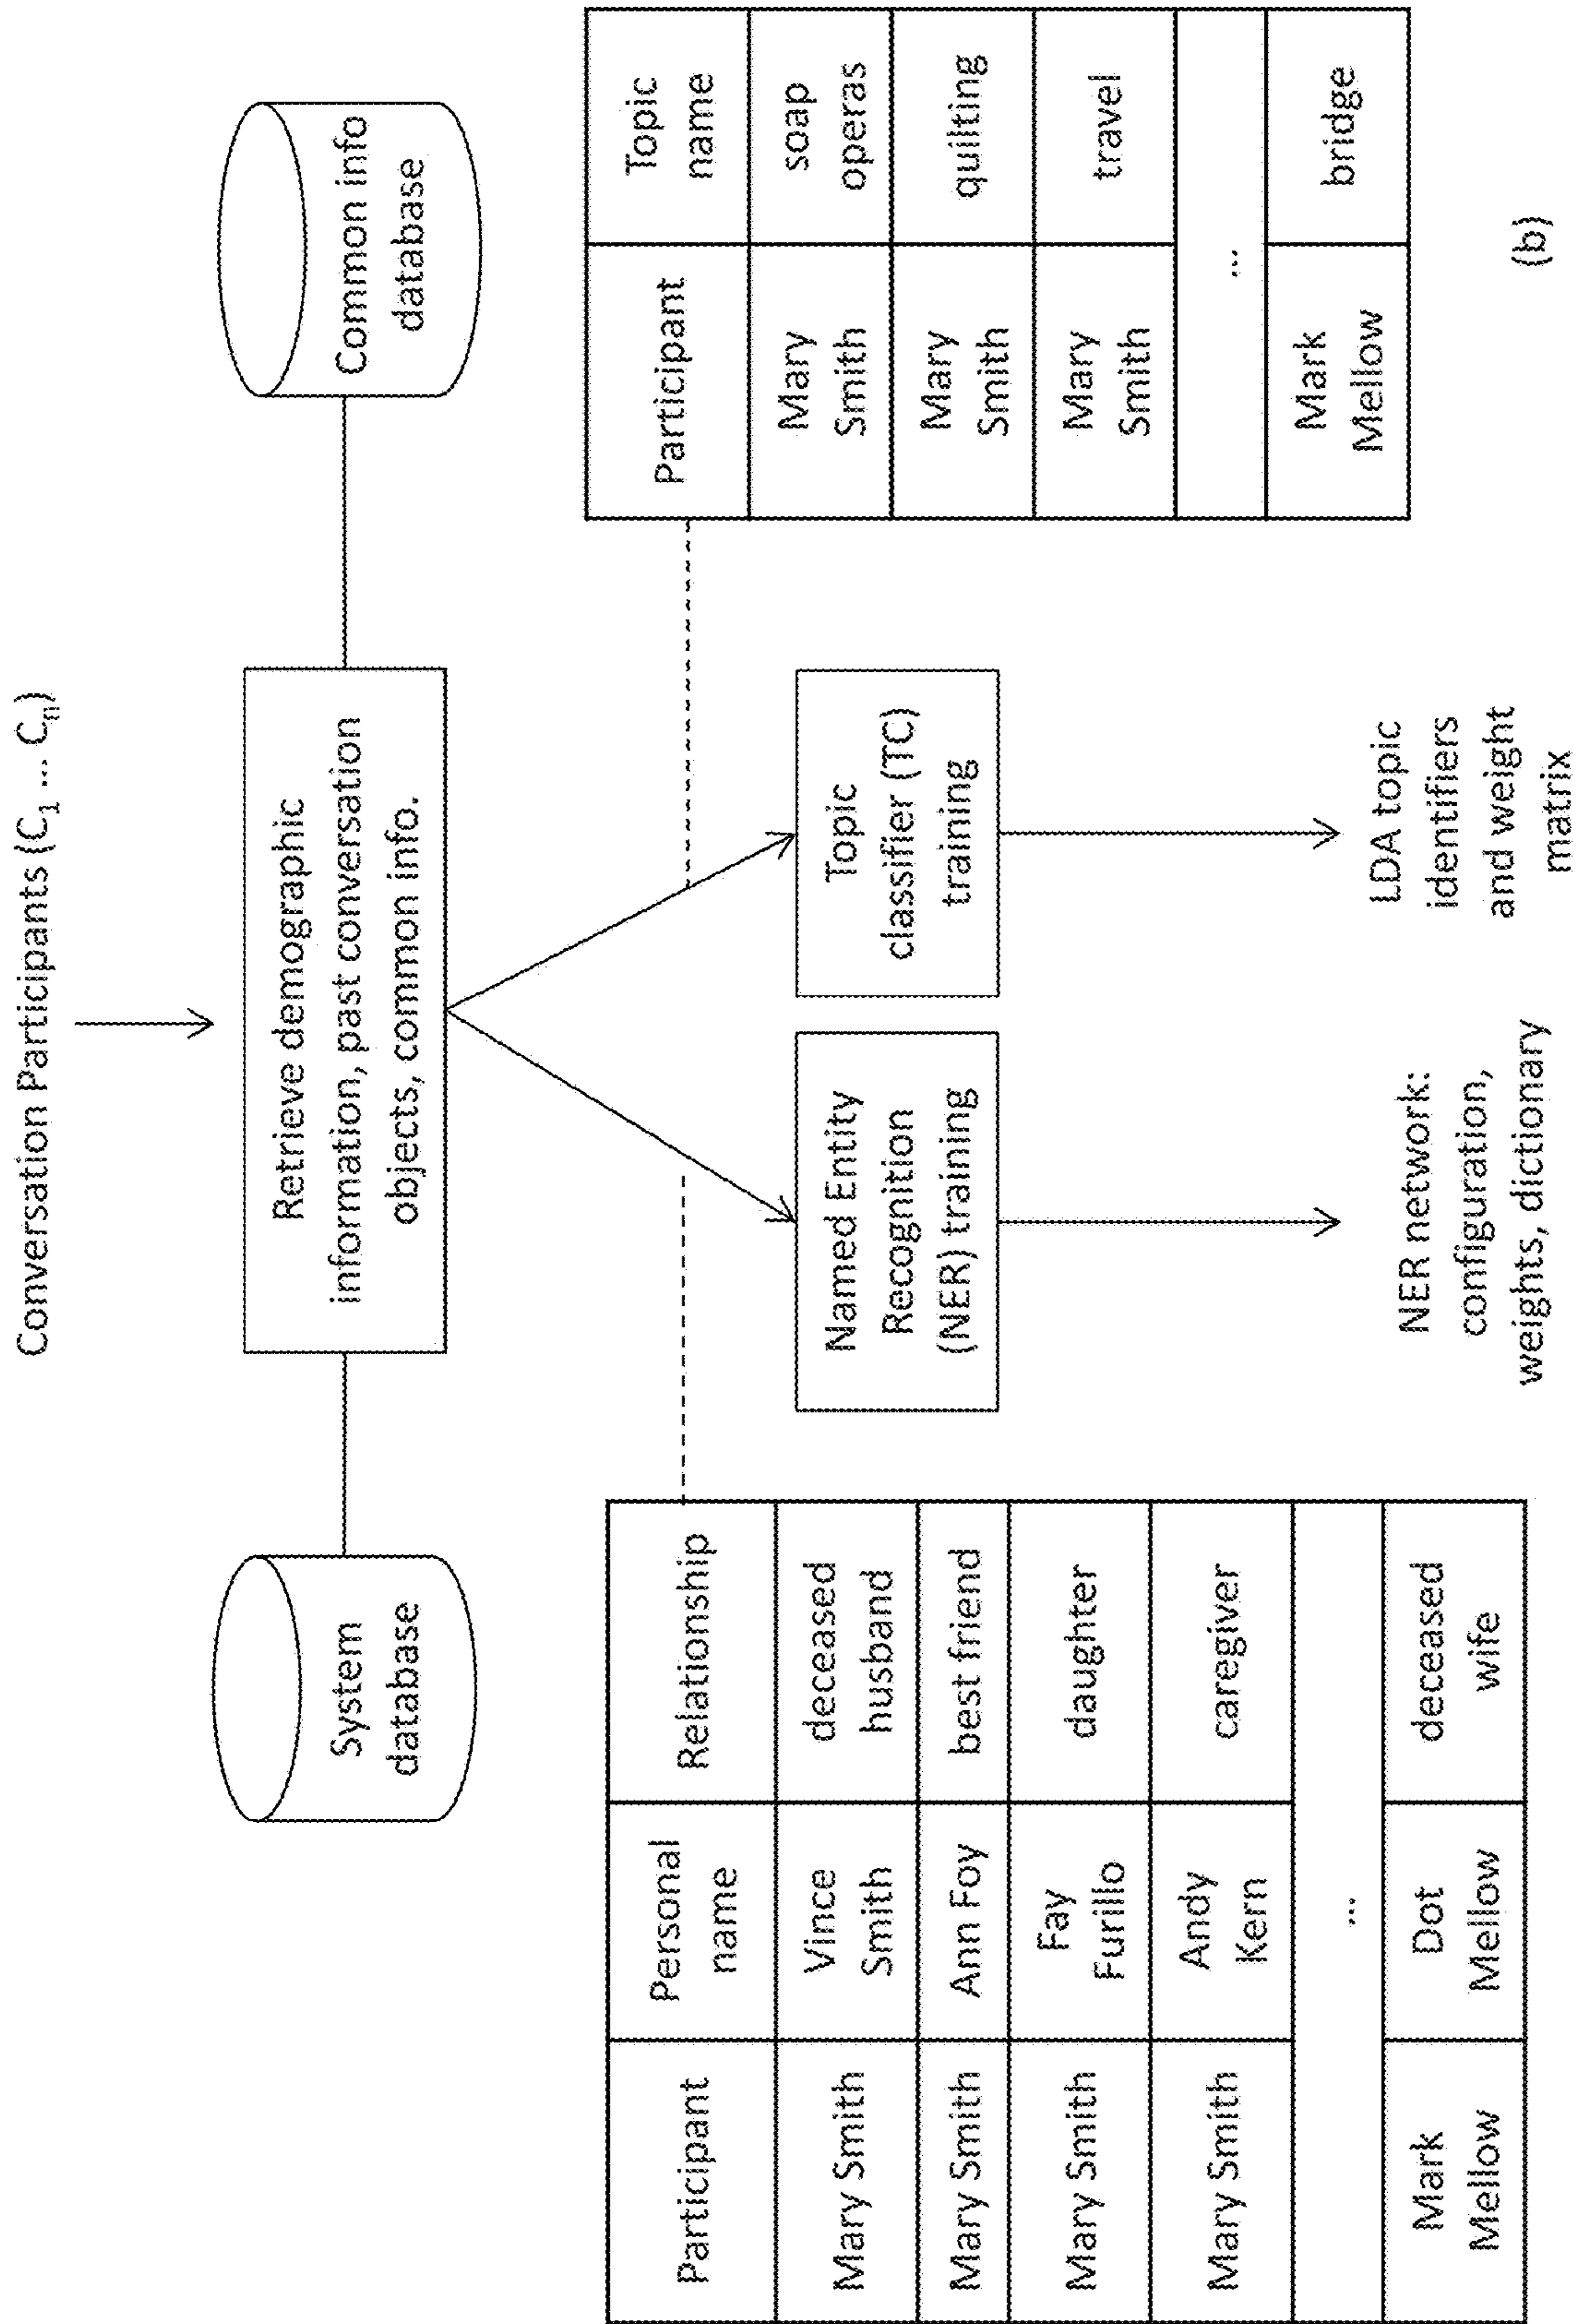 Conversation Participants (C1 ... Cn)
System
database
Retrieve demographic
information, past conversation
objects, common info.
Common info
database
Participant
Personal
name
Relationship
Mary Smith
Vince
Smith
deceased
husband
Mary Smith
Ann Foy
best friend
Mary Smith
Fay
Furillo
daughter
Mary Smith
Andy
Kern
caregiver
...
Mark
Mellow
Dot
Mellow
deceased
wife
Named Entity
Recognition
(NER) training
Topic
classifier (TC)
training
NER network:
configuration,
weights, dictionary
LDA topic
identifiers
and weight
matrix
Participant
Topic
name
Mary
Smith
soap
operas
Mary
Smith
quilting
Mary
Smith
travel
...
Mark
Mellow
bridge
(b)